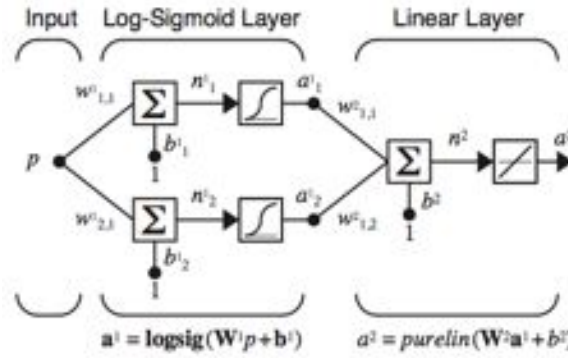 Input Log-Sigmoid Layer Linear Layer
w¹₁,₁ Σ n¹₁ a¹₁ w²₁,₁
b¹₁
p 1 Σ n² a²
w¹₂,₁ Σ n¹₂ a¹₂ w²₁,₂ b²
b¹₂ 1
1
a¹ = logsig(W¹p+b¹) a² = purelin(W²a¹+b²)